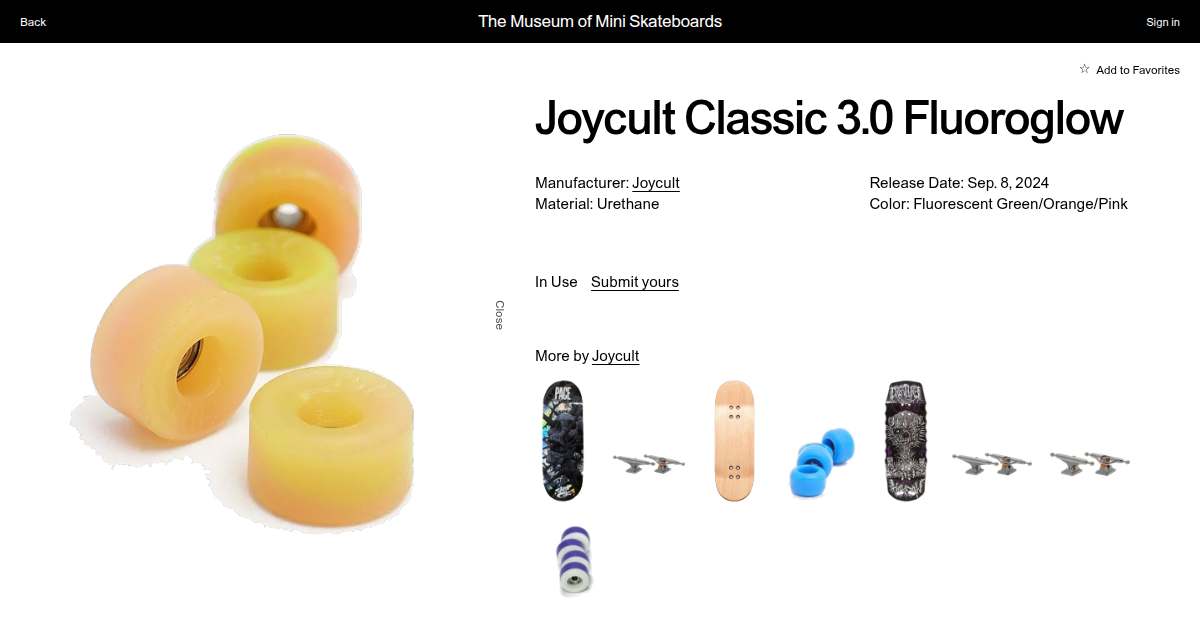 Back
The Museum of Mini Skateboards
Sign in
☆ Add to Favorites
Joycult Classic 3.0 Fluoroglow
Manufacturer: Joycult
Material: Urethane
Release Date: Sep. 8, 2024
Color: Fluorescent Green/Orange/Pink
In Use Submit yours
Close
More by Joycult
PACE